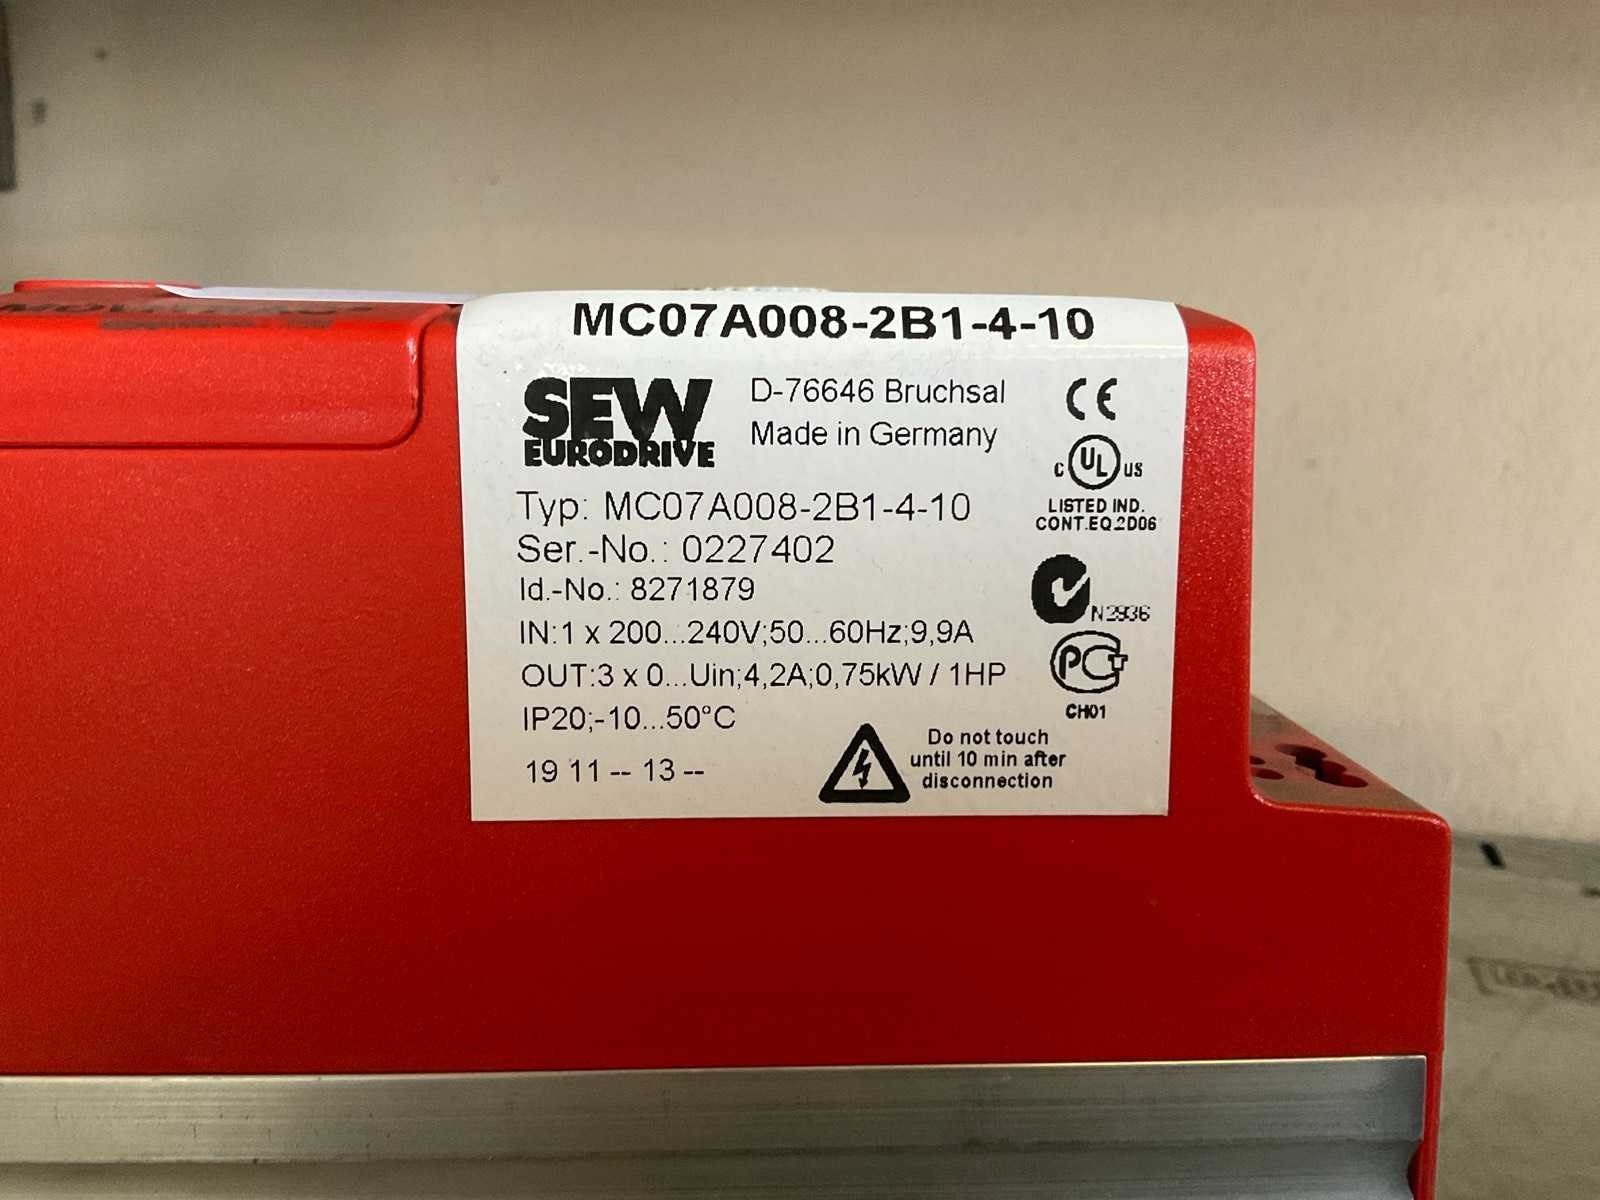 MC07A008-2B1-4-10
SEW
EURODRIVE
D-76646 Bruchsal
Made in Germany
CE
c UL us
LISTED IND.
CONT.EQ.2D06
Typ: MC07A008-2B1-4-10
Ser.-No.: 0227402
Id.-No.: 8271879
N2936
IN:1 x 200...240V;50...60Hz;9,9A
OUT:3 x 0...Uin;4,2A;0,75kW / 1HP
PCT
CH01
IP20;-10...50°C
19 11 -- 13 --
Do not touch
until 10 min after
disconnection